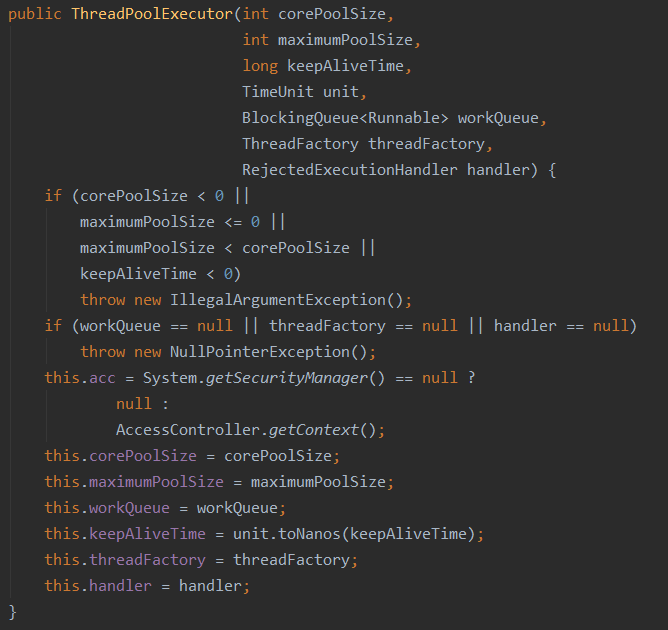 public ThreadPoolExecutor(int corePoolSize,
int maximumPoolSize,
long keepAliveTime,
TimeUnit unit,
BlockingQueue<Runnable> workQueue,
ThreadFactory threadFactory,
RejectedExecutionHandler handler) {
if (corePoolSize < 0 ||
maximumPoolSize <= 0 ||
maximumPoolSize < corePoolSize ||
keepAliveTime < 0)
throw new IllegalArgumentException();
if (workQueue == null || threadFactory == null || handler == null)
throw new NullPointerException();
this.acc = System.getSecurityManager() == null ?
null :
AccessController.getContext();
this.corePoolSize = corePoolSize;
this.maximumPoolSize = maximumPoolSize;
this.workQueue = workQueue;
this.keepAliveTime = unit.toNanos(keepAliveTime);
this.threadFactory = threadFactory;
this.handler = handler;
}